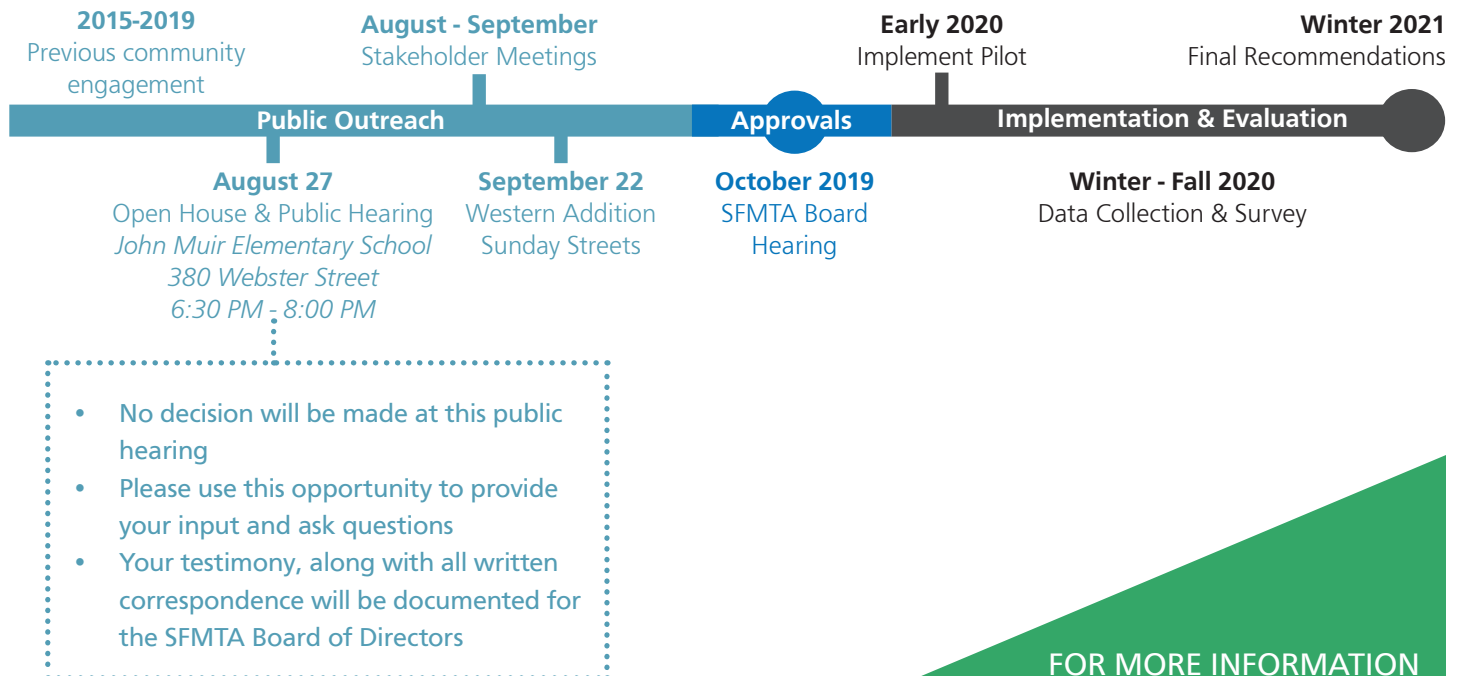 2015-2019
Previous community
engagement
August - September
Stakeholder Meetings
Early 2020
Implement Pilot
Winter 2021
Final Recommendations
Public Outreach
Approvals
Implementation & Evaluation
August 27
Open House & Public Hearing
John Muir Elementary School
380 Webster Street
6:30 PM - 8:00 PM
September 22
Western Addition
Sunday Streets
October 2019
SFMTA Board
Hearing
Winter - Fall 2020
Data Collection & Survey
• No decision will be made at this public
hearing
• Please use this opportunity to provide
your input and ask questions
• Your testimony, along with all written
correspondence will be documented for
the SFMTA Board of Directors
FOR MORE INFORMATION